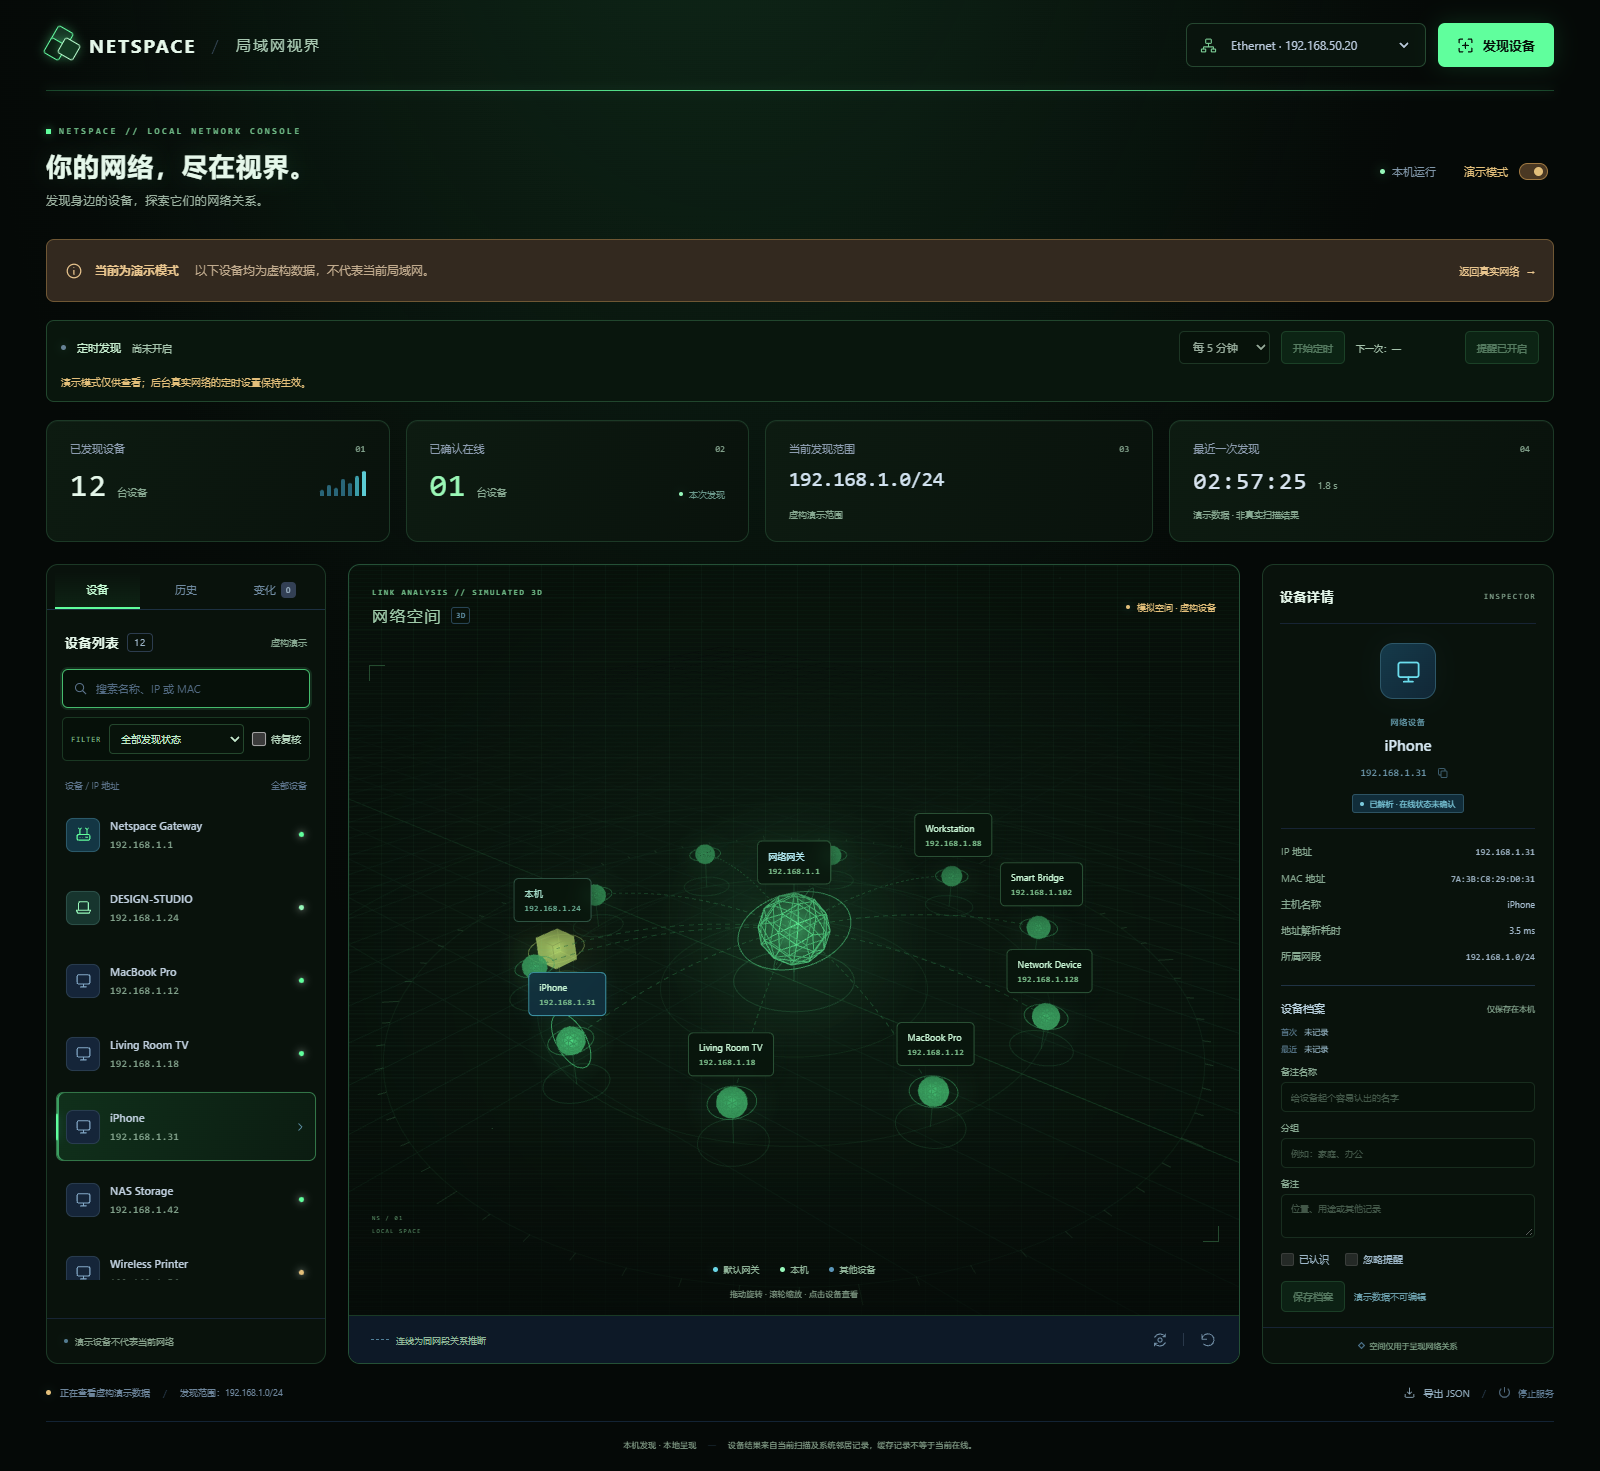 NETSPACE / 局域网视界
Ethernet · 192.168.50.20
发现设备
NETSPACE // LOCAL NETWORK CONSOLE
你的网络，尽在视界。
发现身边的设备，探索它们的网络关系。
本机运行
演示模式
当前为演示模式 以下设备均为虚构数据，不代表当前局域网。
返回真实网络 →
定时发现 尚未开启
每 5 分钟
开始定时
下一次：—
提醒已开启
演示模式仅供查看；后台真实网络的定时设置保持生效。
已发现设备 01
12 台设备
已确认在线 02
01 台设备
本次发现
当前发现范围 03
192.168.1.0/24
虚构演示范围
最近一次发现 04
02:57:25 1.8 s
演示数据 · 非真实扫描结果
设备 历史 变化 0
设备列表 12 虚构演示
搜索名称、IP 或 MAC
FILTER 全部发现状态 待复核
设备 / IP 地址 全部设备
Netspace Gateway
192.168.1.1
DESIGN-STUDIO
192.168.1.24
MacBook Pro
192.168.1.12
Living Room TV
192.168.1.18
iPhone
192.168.1.31
NAS Storage
192.168.1.42
Wireless Printer
演示设备不代表当前网络
LINK ANALYSIS // SIMULATED 3D
网络空间 3D
模拟空间 · 虚构设备
Workstation
192.168.1.88
网络网关
192.168.1.1
Smart Bridge
192.168.1.102
本机
192.168.1.24
Network Device
192.168.1.128
iPhone
192.168.1.31
MacBook Pro
192.168.1.12
Living Room TV
192.168.1.18
NS / 01
LOCAL SPACE
默认网关 本机 其他设备
拖动旋转 · 滚轮缩放 · 点击设备查看
连线为同网段关系推断
设备详情 INSPECTOR
网络设备
iPhone
192.168.1.31
已解析 · 在线状态未确认
IP 地址 192.168.1.31
MAC 地址 7A:3B:C8:29:D0:31
主机名称 iPhone
地址解析耗时 3.5 ms
所属网段 192.168.1.0/24
设备档案 仅保存在本机
首次 未记录
最近 未记录
备注名称
给设备起个容易认出的名字
分组
例如：家庭、办公
备注
位置、用途或其他记录
已认识 忽略提醒
保存档案 演示数据不可编辑
空间仅用于呈现网络关系
正在查看虚构演示数据 / 发现范围：192.168.1.0/24
导出 JSON / 停止服务
本机发现 · 本地呈现 — 设备结果来自当前扫描及系统邻居记录，缓存记录不等于当前在线。